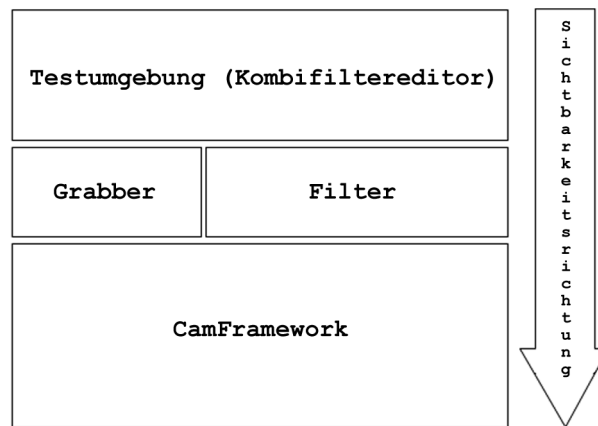 Testumgebung (Kombifiltereditor)
Grabber
Filter
CamFramework
Sichtbarkeitsrichtung